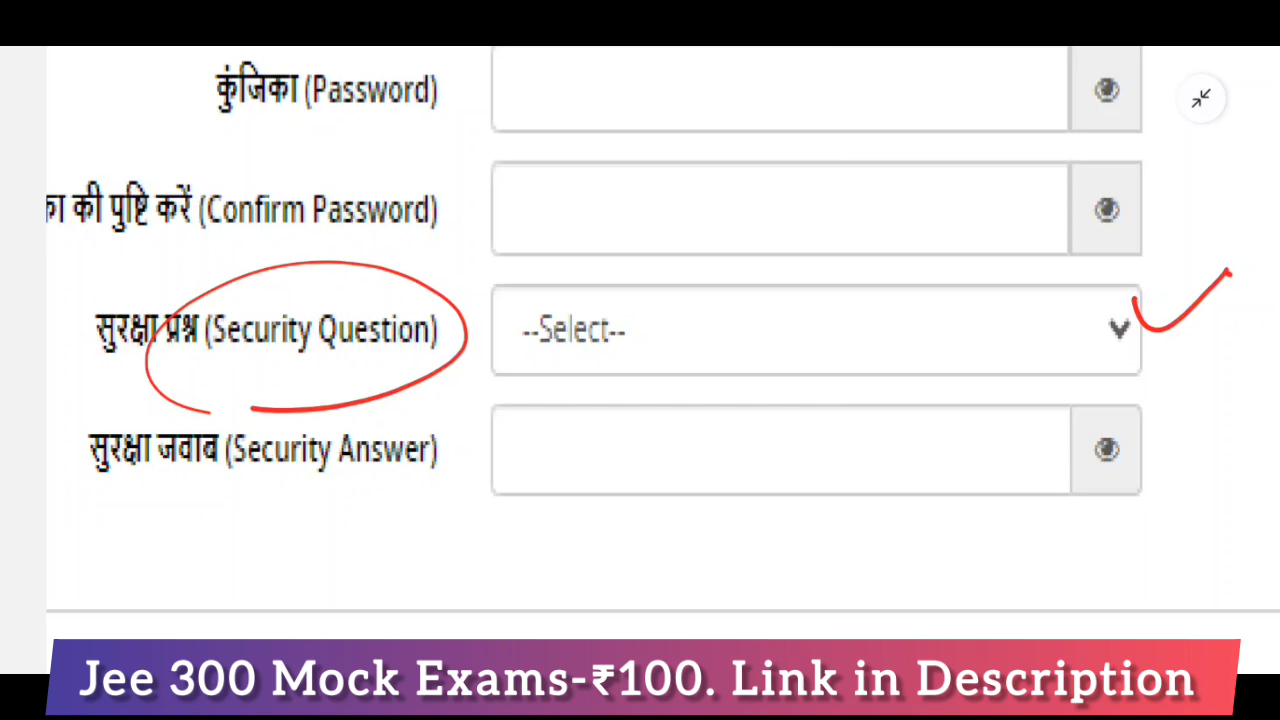 कुंजिका (Password)
की पुष्टि करें (Confirm Password)
सुरक्षा प्रश्न (Security Question)
--Select--
सुरक्षा जवाब (Security Answer)
Jee 300 Mock Exams-₹100. Link in Description